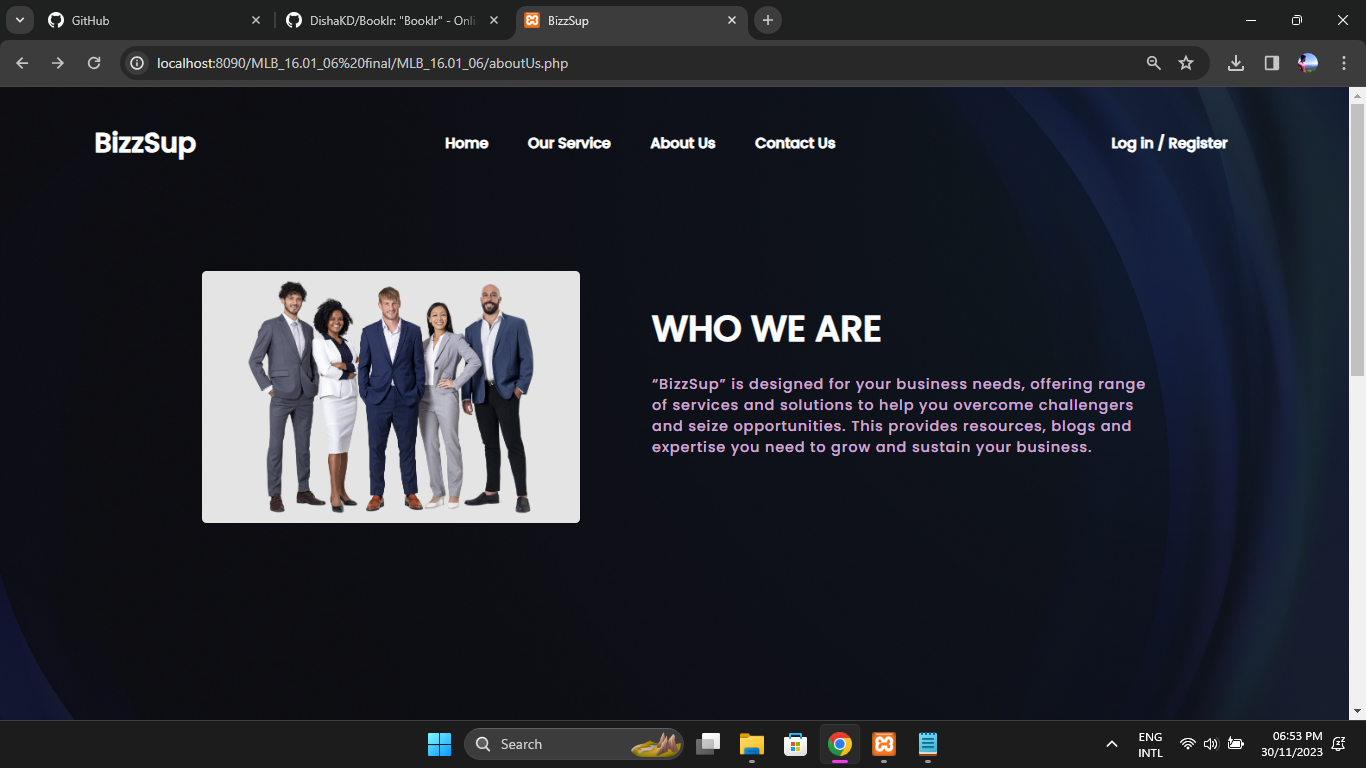 GitHub
DishaKD/Booklr: "Booklr" - Onli
BizzSup
localhost:8090/MLB_16.01_06%20final/MLB_16.01_06/aboutUs.php
BizzSup
Home
Our Service
About Us
Contact Us
Log in / Register
WHO WE ARE
“BizzSup” is designed for your business needs, offering range
of services and solutions to help you overcome challengers
and seize opportunities. This provides resources, blogs and
expertise you need to grow and sustain your business.
Search
ENG
INTL
06:53 PM
30/11/2023